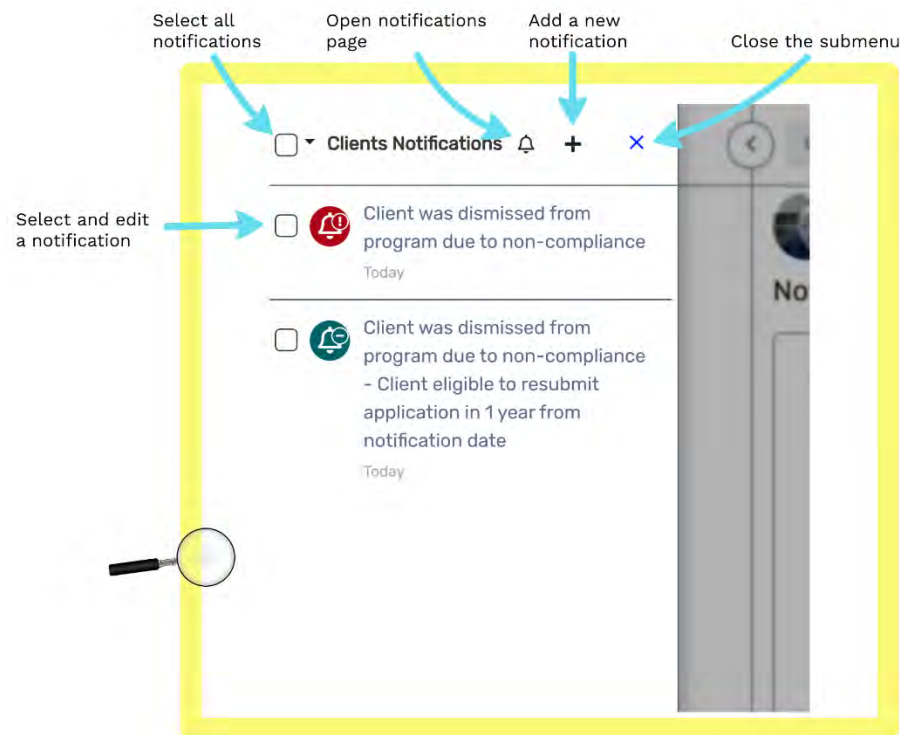 Select all
notifications
Open notifications
page
Add a new
notification
Close the submenu
Clients Notifications
Select and edit
a notification
Client was dismissed from
program due to non-compliance
Today
No
Client was dismissed from
program due to non-compliance
- Client eligible to resubmit
application in 1 year from
notification date
Today